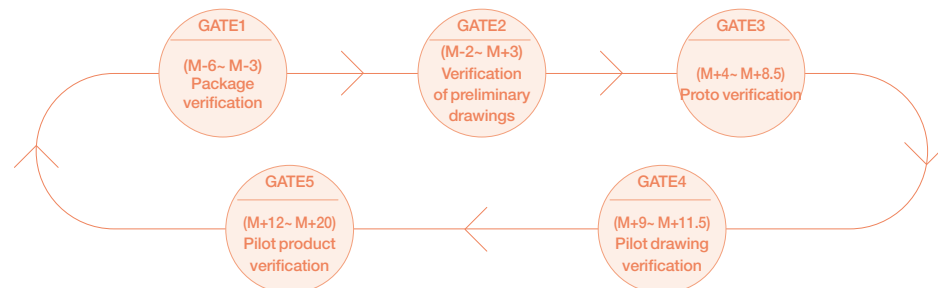 GATE1
(M-6~ M-3)
Package
verification
GATE2
(M-2~ M+3)
Verification
of preliminary
drawings
GATE3
(M+4~ M+8.5)
Proto verification
GATE5
(M+12~ M+20)
Pilot product
verification
GATE4
(M+9~ M+11.5)
Pilot drawing
verification